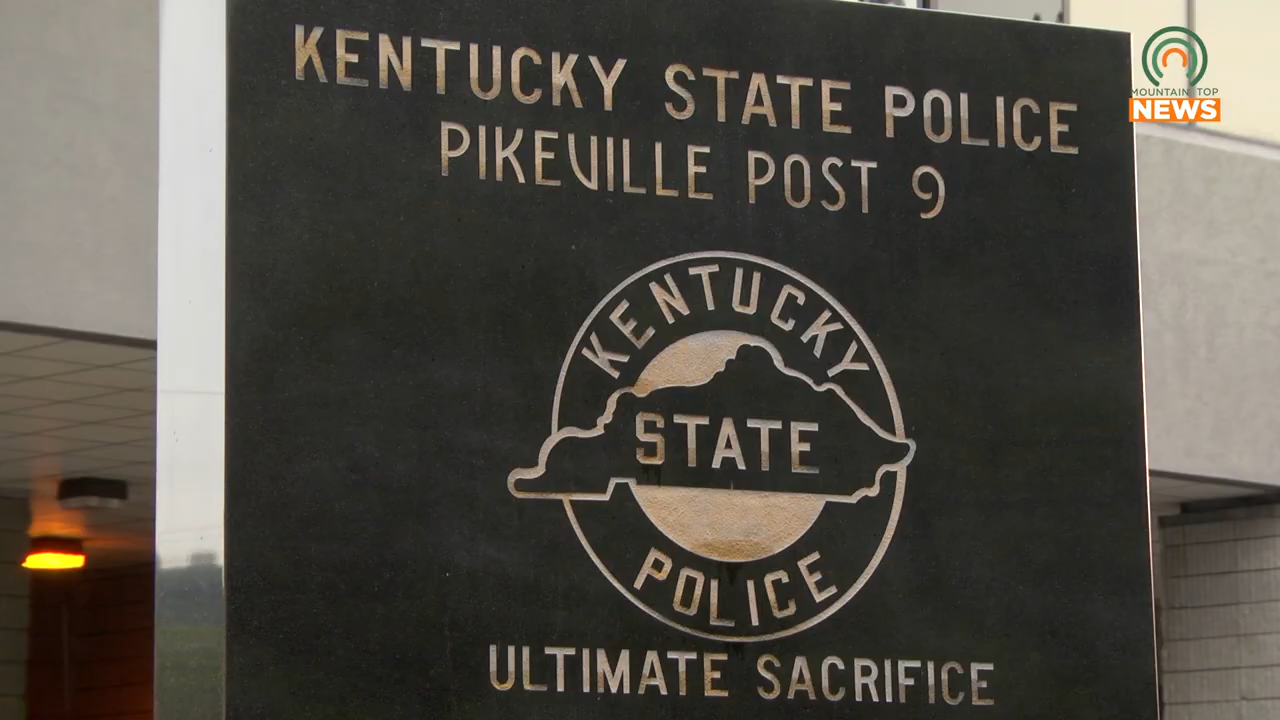 KENTUCKY STATE POLICE
PIKEVILLE POST 9
KENTUCKY
STATE
POLICE
ULTIMATE SACRIFICE
MOUNTAIN TOP
NEWS